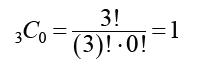 ₃C₀ = 3! / ((3)! · 0!) = 1